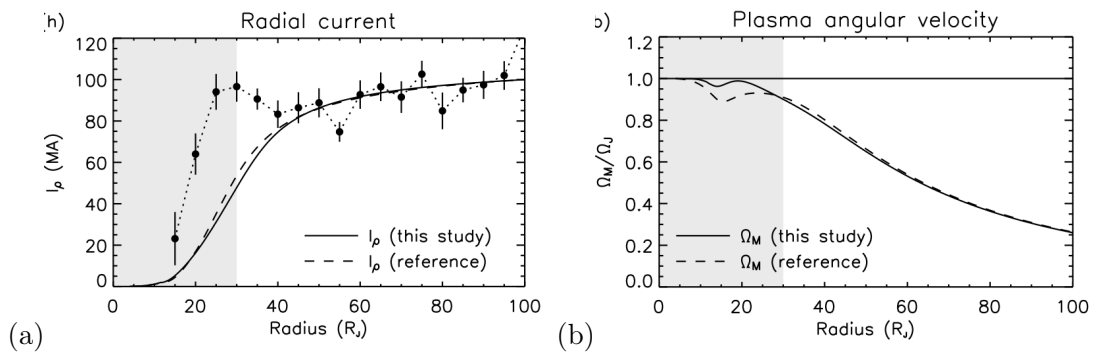 (h) Radial current
120
100
80
60
40
20
0
I_ρ (MA)
I_ρ (this study)
I_ρ (reference)
0 20 40 60 80 100
Radius (R_J)
(a)
b) Plasma angular velocity
1.2
1.0
0.8
0.6
0.4
0.2
0.0
Ω_M/Ω_J
Ω_M (this study)
Ω_M (reference)
0 20 40 60 80 100
Radius (R_J)
(b)